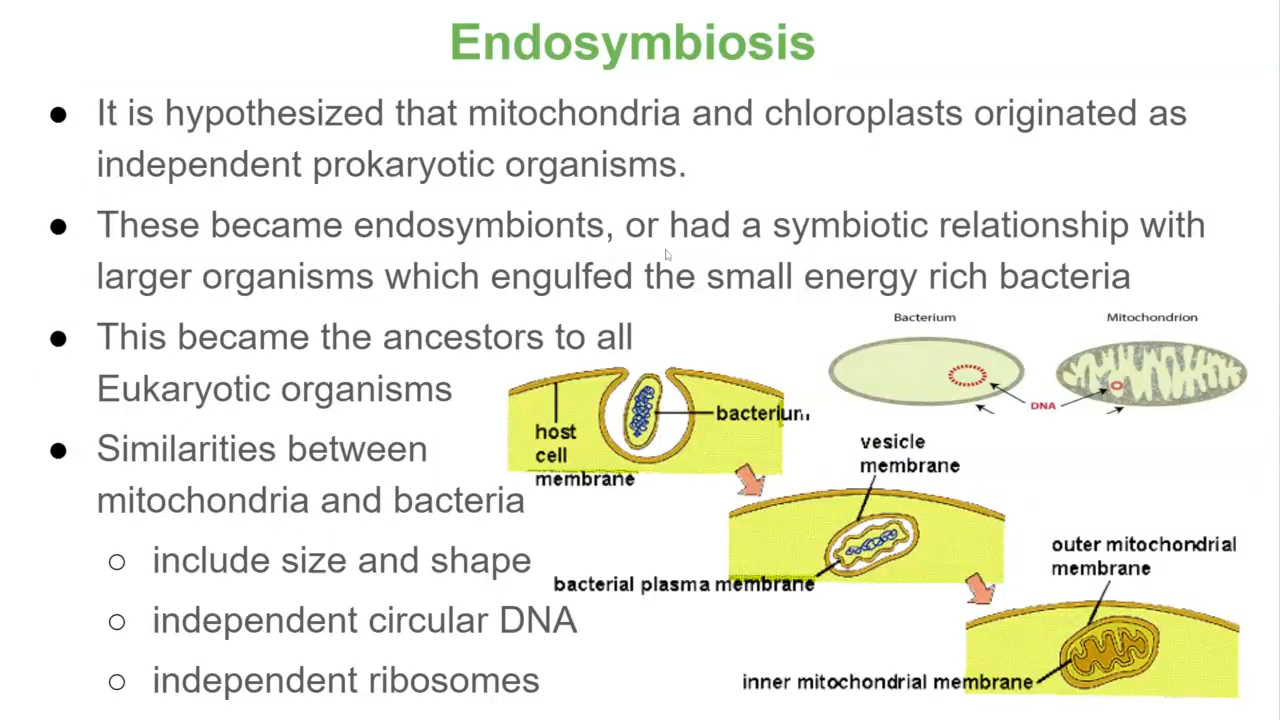 Endosymbiosis
● It is hypothesized that mitochondria and chloroplasts originated as
independent prokaryotic organisms.
● These became endosymbionts, or had a symbiotic relationship with
larger organisms which engulfed the small energy rich bacteria
● This became the ancestors to all
Eukaryotic organisms
● Similarities between
mitochondria and bacteria
○ include size and shape
○ independent circular DNA
○ independent ribosomes
Bacterium
Mitochondrion
DNA
bacterium
host
cell
membrane
vesicle
membrane
bacterial plasma membrane
outer mitochondrial
membrane
inner mitochondrial membrane